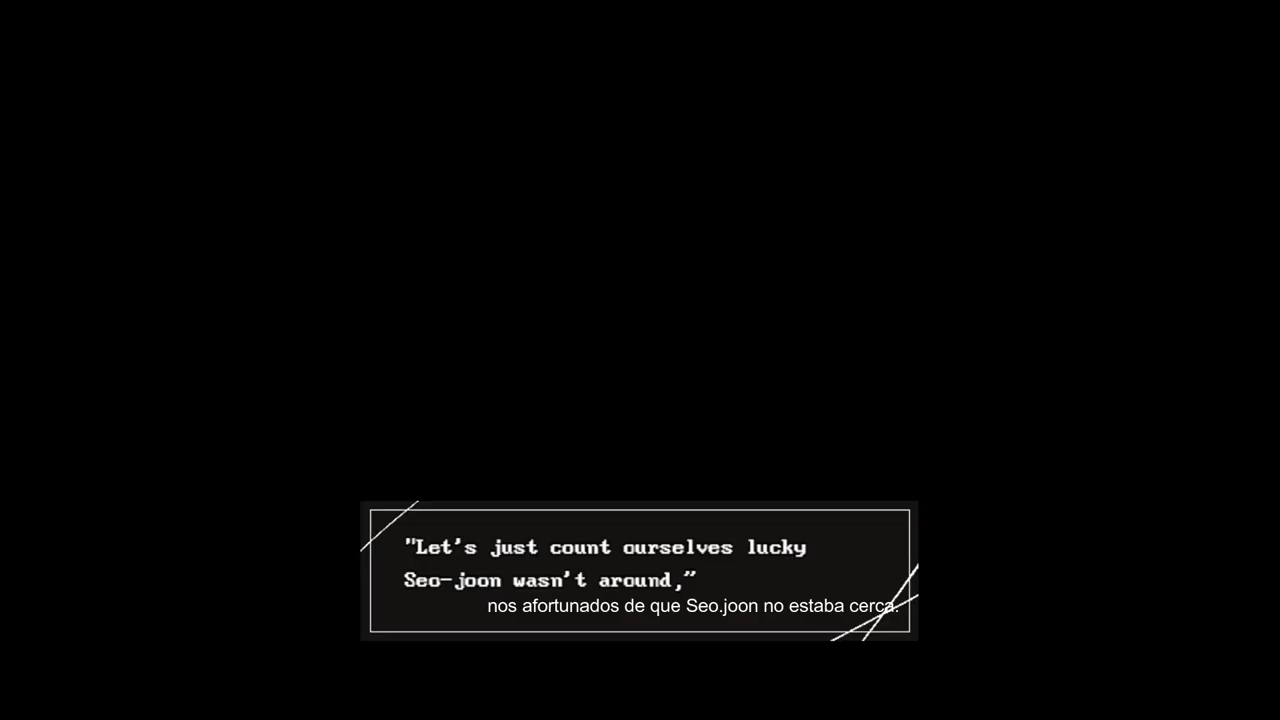 "Let's just count ourselves lucky
Seo-joon wasn't around,”
nos afortunados de que Seo.joon no estaba cerca.